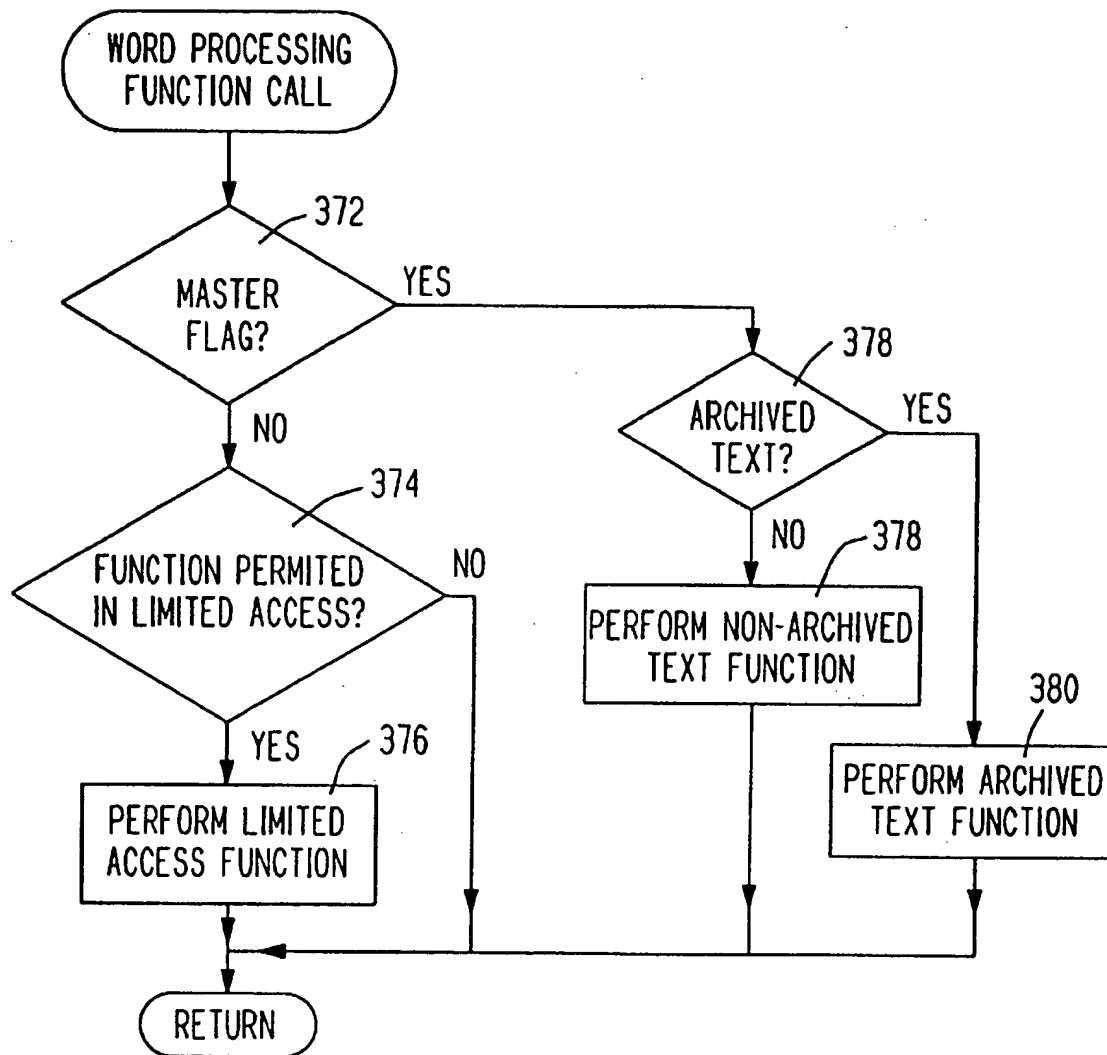 WORD PROCESSING
FUNCTION CALL
372
MASTER
FLAG?
YES
NO
378
ARCHIVED
TEXT?
YES
NO
374
FUNCTION PERMITED
IN LIMITED ACCESS?
NO
YES
378
PERFORM NON-ARCHIVED
TEXT FUNCTION
380
PERFORM ARCHIVED
TEXT FUNCTION
376
PERFORM LIMITED
ACCESS FUNCTION
RETURN